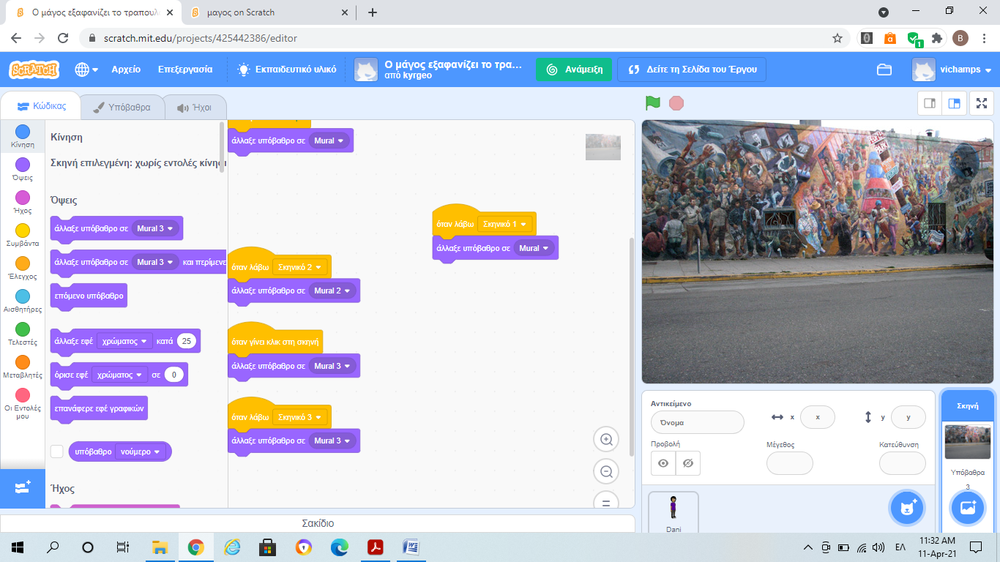 Ο μάγος εξαφανίζει το τραπουλ
μαγος on Scratch
scratch.mit.edu/projects/425442386/editor
B
1
SCRATCH
Αρχείο
Επεξεργασία
Εκπαιδευτικό υλικό
Ο μάγος εξαφανίζει το τρα...
από kyrgeo
Ανάμειξη
Δείτε τη Σελίδα του Έργου
vichamps
Κώδικας
Υπόβαθρα
Ήχοι
Κίνηση
Όψεις
Ήχος
Συμβάντα
Έλεγχος
Αισθητήρες
Τελεστές
Μεταβλητές
Οι Εντολές
μου
Κίνηση
Σκηνή επιλεγμένη: χωρίς εντολές κίνησ
Όψεις
άλλαξε υπόβαθρο σε Mural 3
άλλαξε υπόβαθρο σε Mural 3 και περίμενε
επόμενο υπόβαθρο
άλλαξε εφέ χρώματος κατά 25
όρισε εφέ χρώματος σε 0
επανάφερε εφέ γραφικών
υπόβαθρο νούμερο
Ήχος
άλλαξε υπόβαθρο σε Mural
όταν λάβω Σκηνικό 2
άλλαξε υπόβαθρο σε Mural 2
όταν γίνει κλικ στη σκηνή
άλλαξε υπόβαθρο σε Mural 3
όταν λάβω Σκηνικό 3
άλλαξε υπόβαθρο σε Mural 3
όταν λάβω Σκηνικό 1
άλλαξε υπόβαθρο σε Mural
Σακίδιο
Αντικείμενο
Όνομα
x
x
y
y
Προβολή
Μέγεθος
Κατεύθυνση
Dani
Σκηνή
Υπόβαθρα
3
ΕΛ
11:32 AM
11-Apr-21